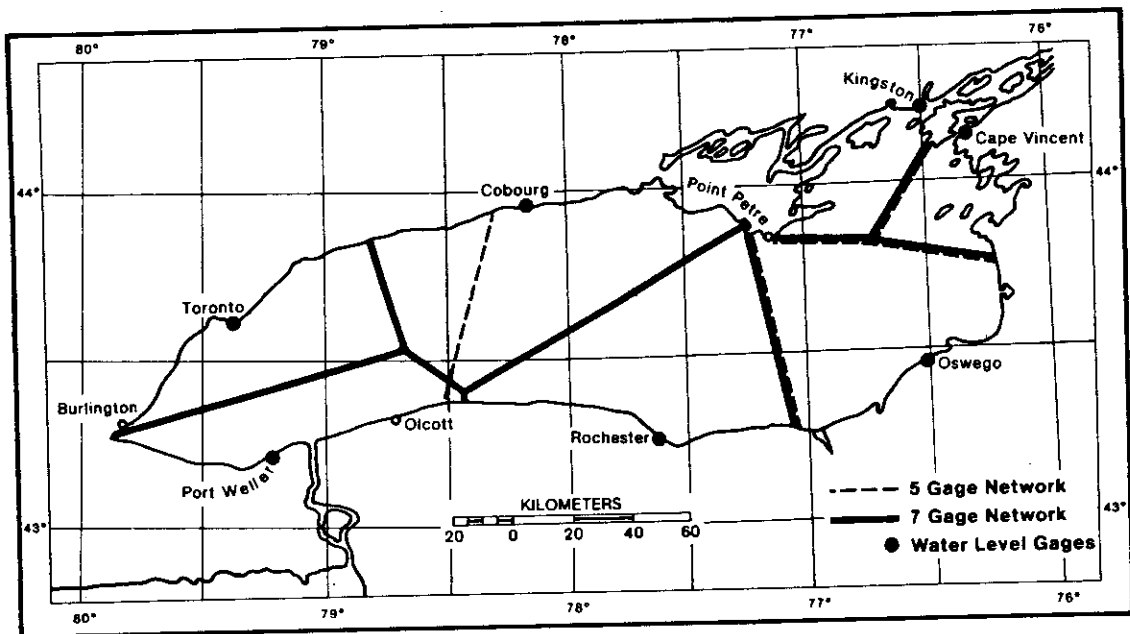 80° 79° 78° 77° 76°
Kingston
Cape Vincent
44° Cobourg Point Petre 44°
Toronto
Oswego
Burlington
Olcott
Rochester
Port Weller
KILOMETERS
20 0 20 40 60
5 Gage Network
7 Gage Network
Water Level Gages
43° 43°
80° 79° 78° 77° 76°